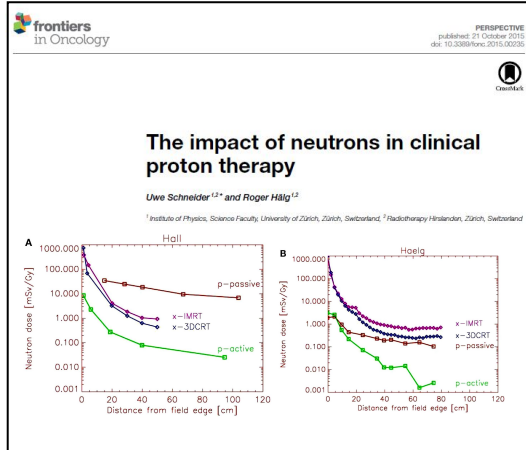 frontiers
in Oncology
PERSPECTIVE
published: 21 October 2015
doi: 10.3389/fonc.2015.00235
CrossMark
The impact of neutrons in clinical
proton therapy
Uwe Schneider 1,2* and Roger Hälg 1,2
1 Institute of Physics, Science Faculty, University of Zürich, Zürich, Switzerland, 2 Radiotherapy Hirslanden, Zürich, Switzerland
A
Hall
1000.000
100.000
10.000
1.000
0.100
0.010
0.001
Neutron dose [mSv/Gy]
p-passive
x-IMRT
x-3DCRT
p-active
0 20 40 60 80 100 120
Distance from field edge [cm]
B
Haelg
1000.000
100.000
10.000
1.000
0.100
0.010
0.001
Neutron dose [mSv/Gy]
x-IMRT
x-3DCRT
p-passive
p-active
0 20 40 60 80 100 120
Distance from field edge [cm]